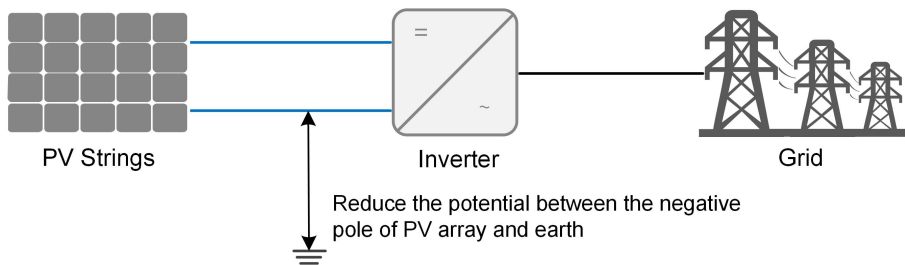 =
~
PV Strings
Inverter
Grid
Reduce the potential between the negative
pole of PV array and earth